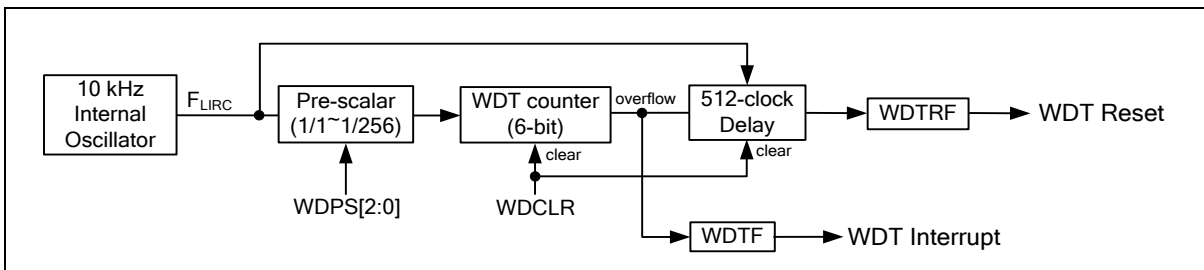 10 kHz
Internal
Oscillator
FLIRC
Pre-scalar
(1/1~1/256)
WDPS[2:0]
WDT counter
(6-bit)
clear
WDCLR
overflow
512-clock
Delay
clear
WDTRF
WDT Reset
WDTF
WDT Interrupt